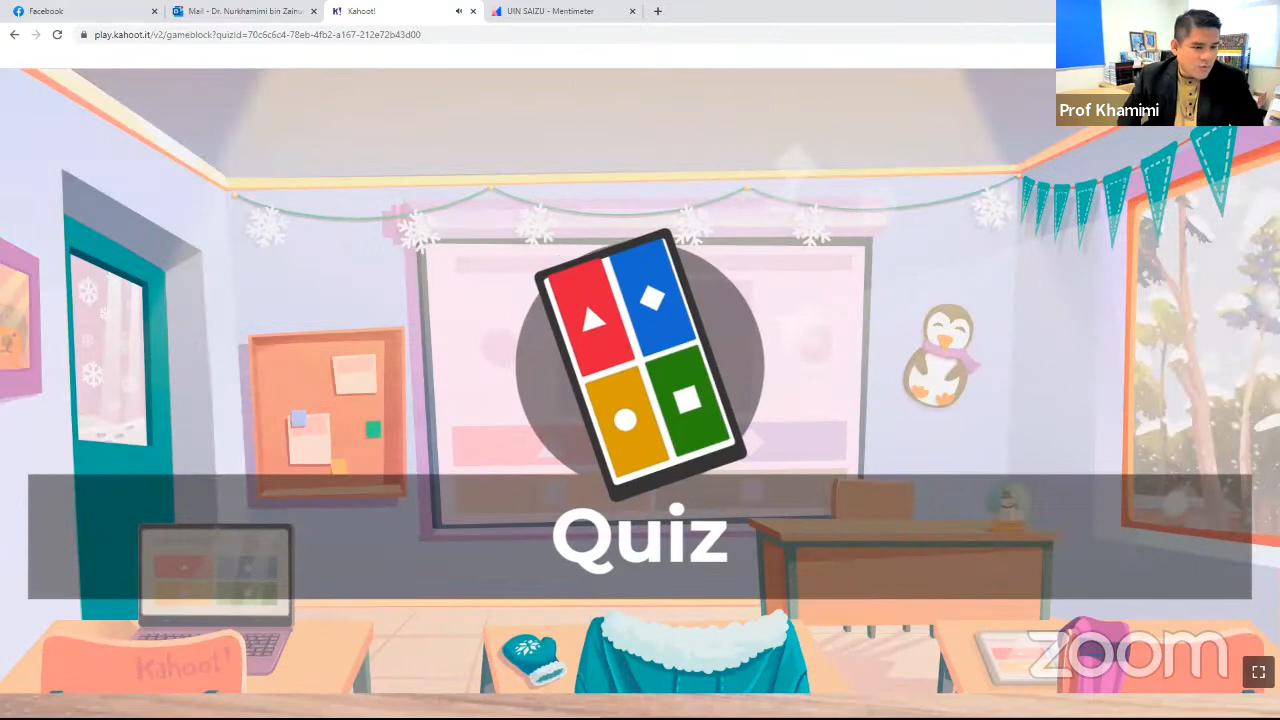 Facebook
Mail - Dr. Nurkhamimi bin Zainu
K! Kahoot!
UIN SAIZU - Mentimeter
play.kahoot.it/v2/gameblock?quizId=70c6c6c4-78eb-4fb2-a167-212e72b43d00
Prof Khamimi
Quiz
Kahoot!
zoom